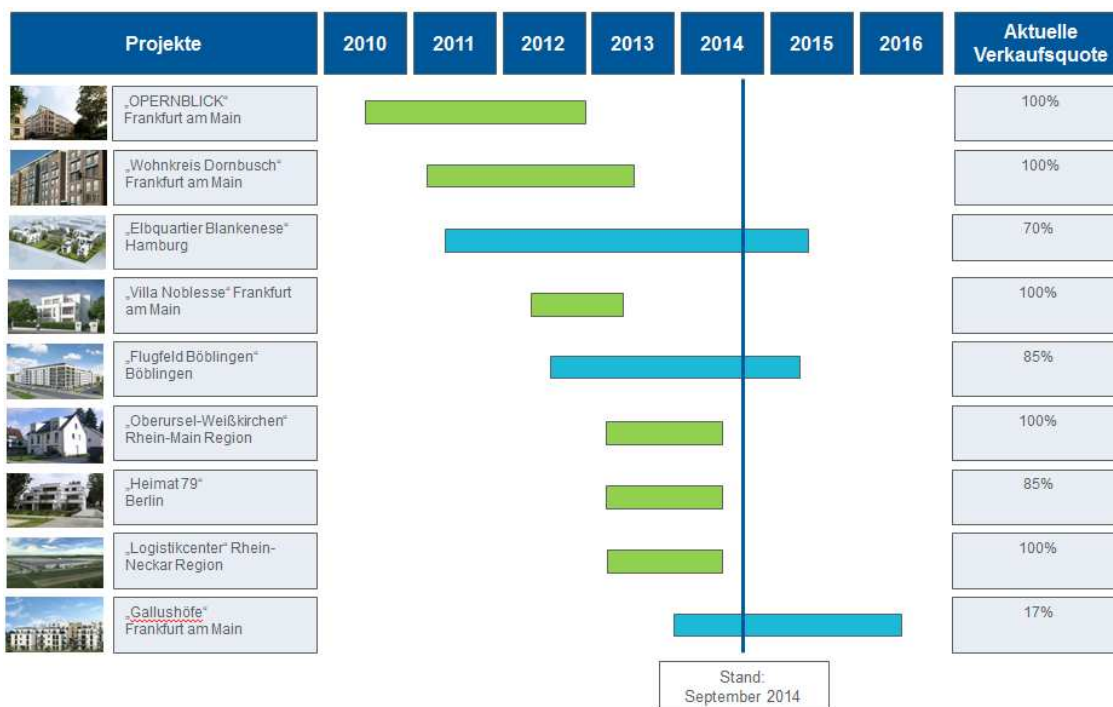 Projekte
2010
2011
2012
2013
2014
2015
2016
Aktuelle
Verkaufsquote
„OPERNBLICK“
Frankfurt am Main
100%
„Wohnkreis Dornbusch“
Frankfurt am Main
100%
„Elbquartier Blankenese“
Hamburg
70%
„Villa Noblesse“ Frankfurt
am Main
100%
„Flugfeld Böblingen“
Böblingen
85%
„Oberursel-Weißkirchen“
Rhein-Main Region
100%
„Heimat 79“
Berlin
85%
„Logistikcenter“ Rhein-
Neckar Region
100%
„Gallushöfe“
Frankfurt am Main
17%
Stand:
September 2014